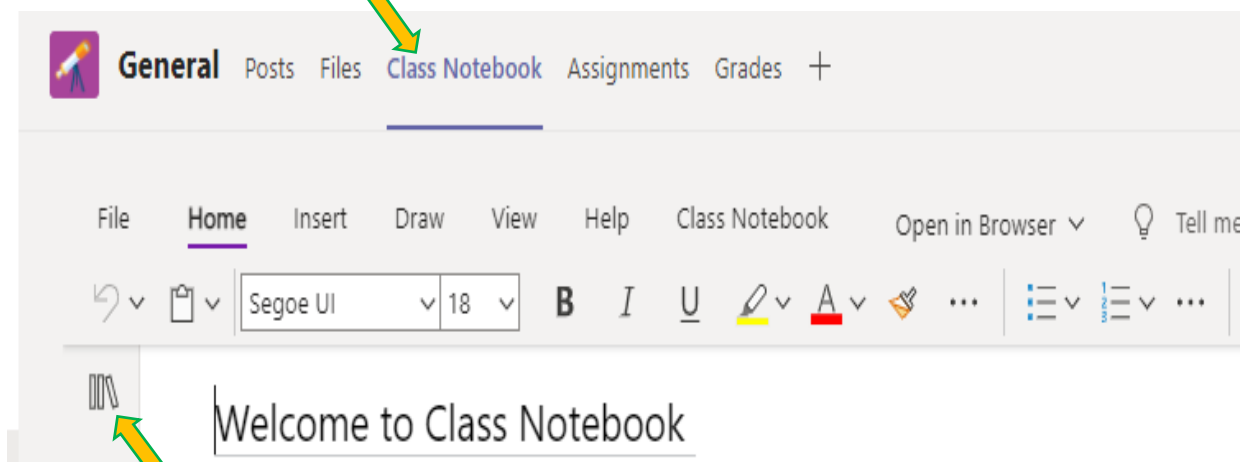 General Posts Files Class Notebook Assignments Grades +
File Home Insert Draw View Help Class Notebook Open in Browser Tell me
Segoe UI 18 B I U A
Welcome to Class Notebook